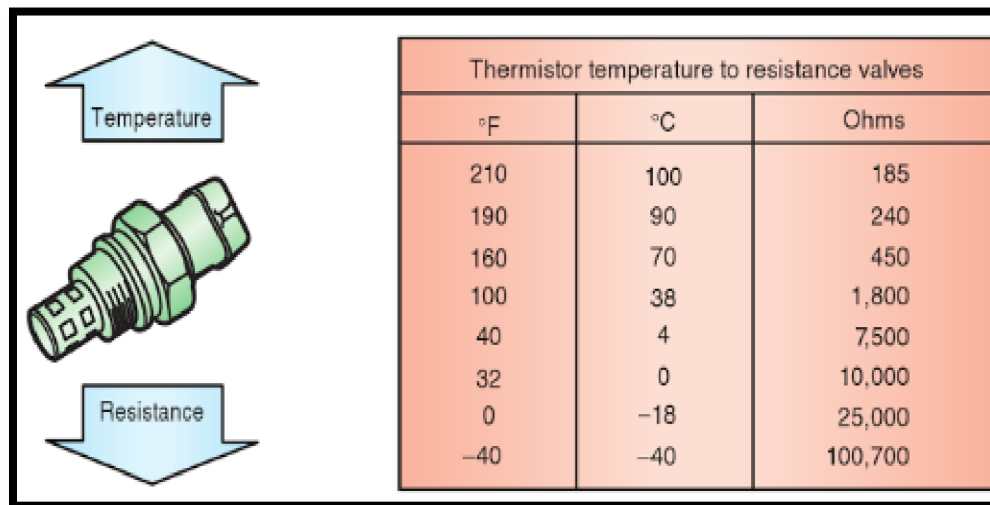 Temperature
Resistance
Thermistor temperature to resistance valves
°F °C Ohms
210 100 185
190 90 240
160 70 450
100 38 1,800
40 4 7,500
32 0 10,000
0 −18 25,000
−40 −40 100,700